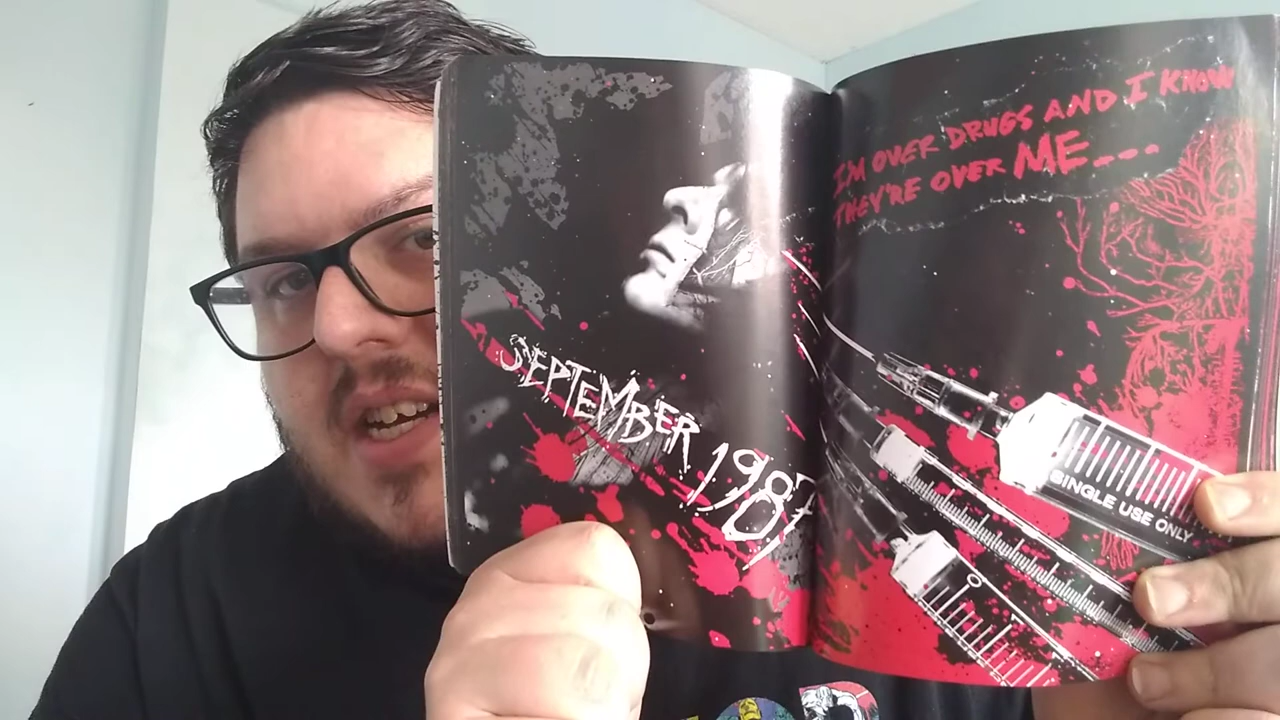 SEPTEMBER 1987
I'M OVER DRUGS AND I KNOW
THEY'RE OVER ME...
SINGLE USE ONLY